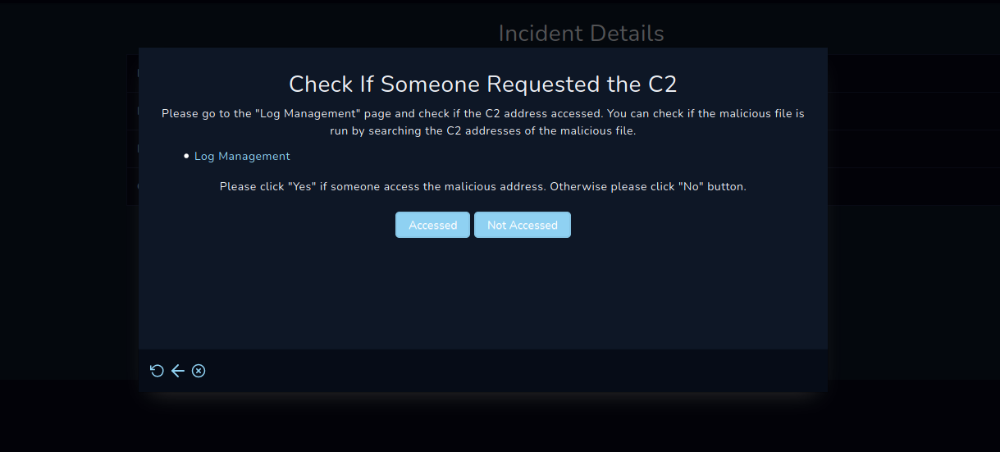 Incident Details
Check If Someone Requested the C2
Please go to the "Log Management" page and check if the C2 address accessed. You can check if the malicious file is
run by searching the C2 addresses of the malicious file.
Log Management
Please click "Yes" if someone access the malicious address. Otherwise please click "No" button.
Accessed
Not Accessed